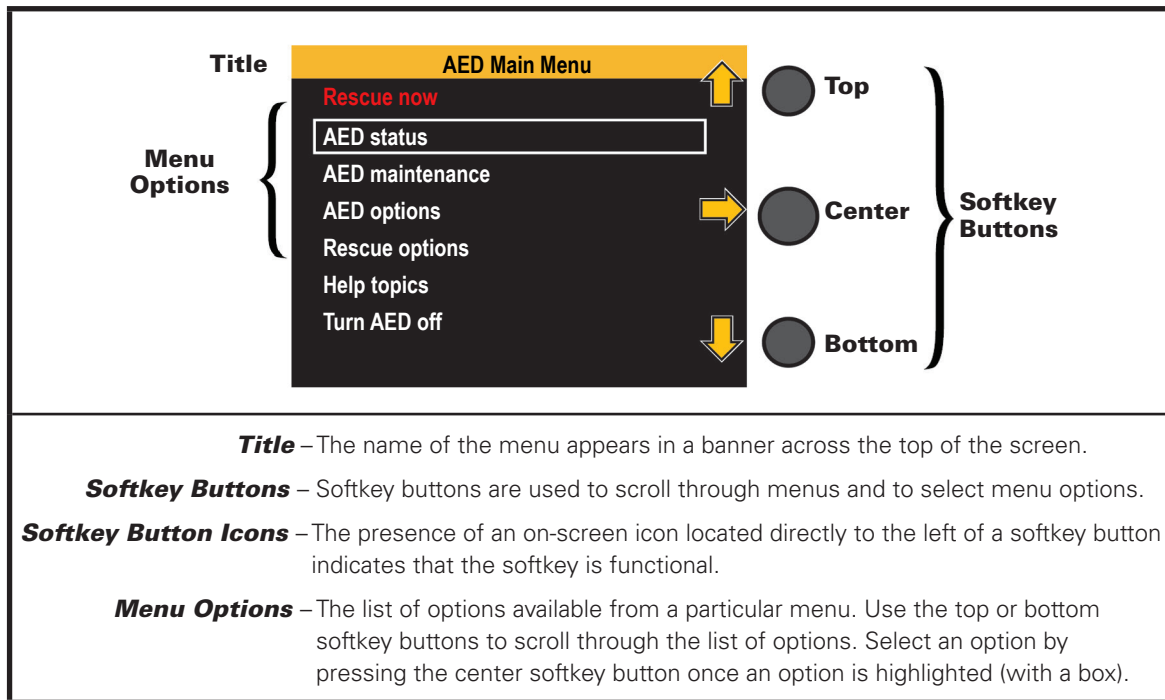 Title
AED Main Menu
Rescue now
AED status
AED maintenance
AED options
Rescue options
Help topics
Turn AED off
Menu
Options
Top
Center
Bottom
Softkey
Buttons
Title – The name of the menu appears in a banner across the top of the screen.
Softkey Buttons – Softkey buttons are used to scroll through menus and to select menu options.
Softkey Button Icons – The presence of an on-screen icon located directly to the left of a softkey button
indicates that the softkey is functional.
Menu Options – The list of options available from a particular menu. Use the top or bottom
softkey buttons to scroll through the list of options. Select an option by
pressing the center softkey button once an option is highlighted (with a box).